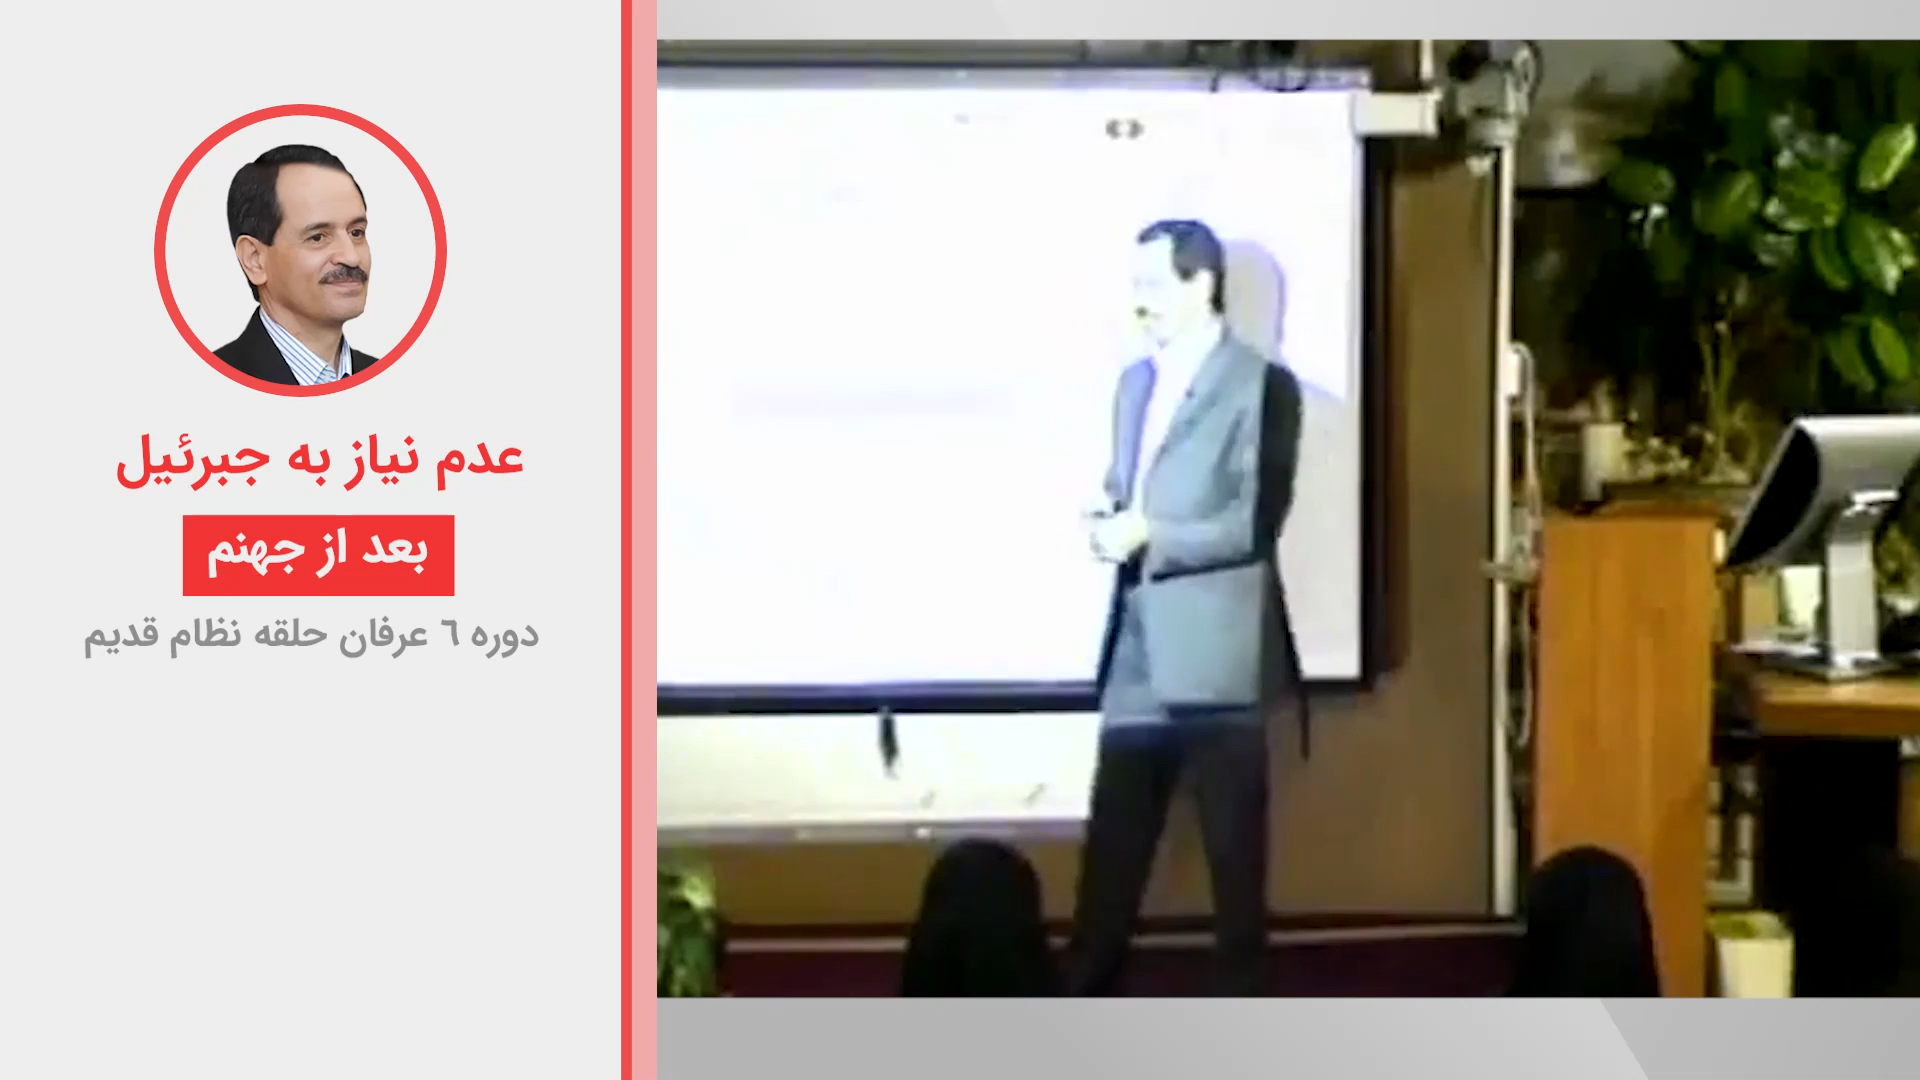 عدم نیاز به جبرئیل
بعد از جهنم
دوره ٦ عرفان حلقه نظام قدیم